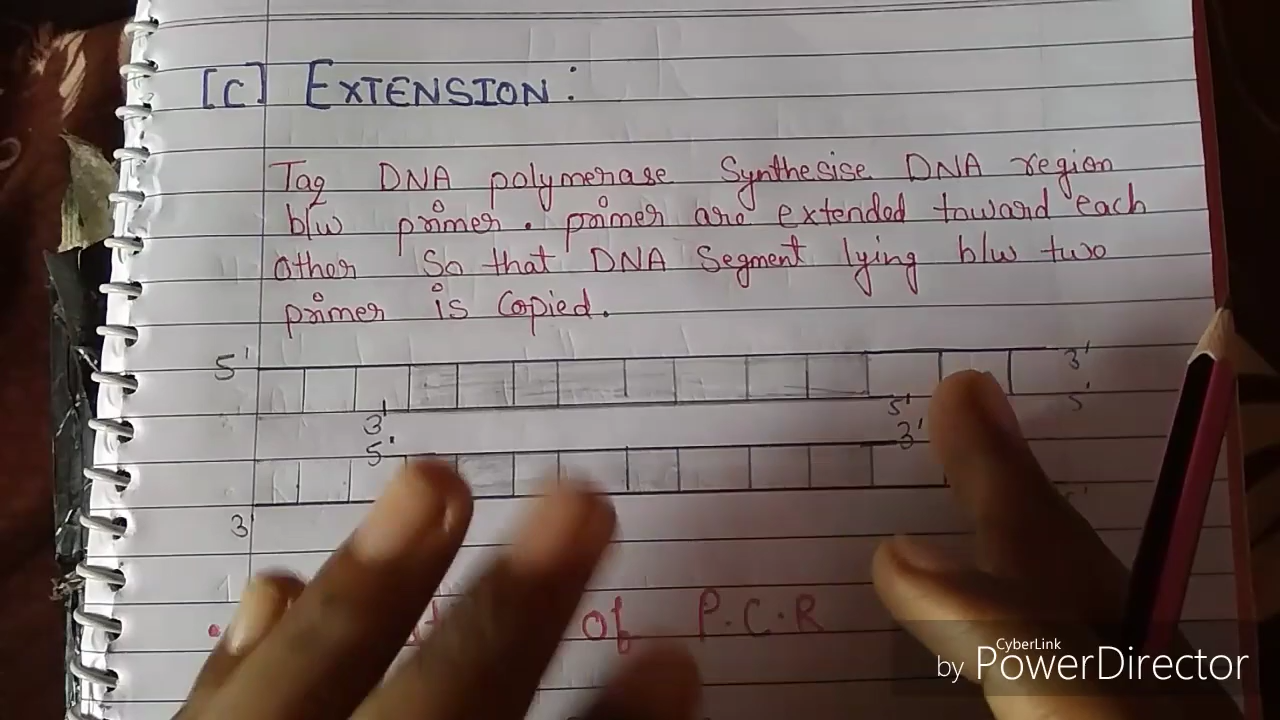 [C] EXTENSION:
Taq DNA polymerase Synthesise DNA region
b/w primer. primer are extended toward each
other So that DNA Segment lying b/w two
primer is Copied.
5' 3'
3' 5' 5'
5' 3'
3
of P.C.R
CyberLink
by PowerDirector